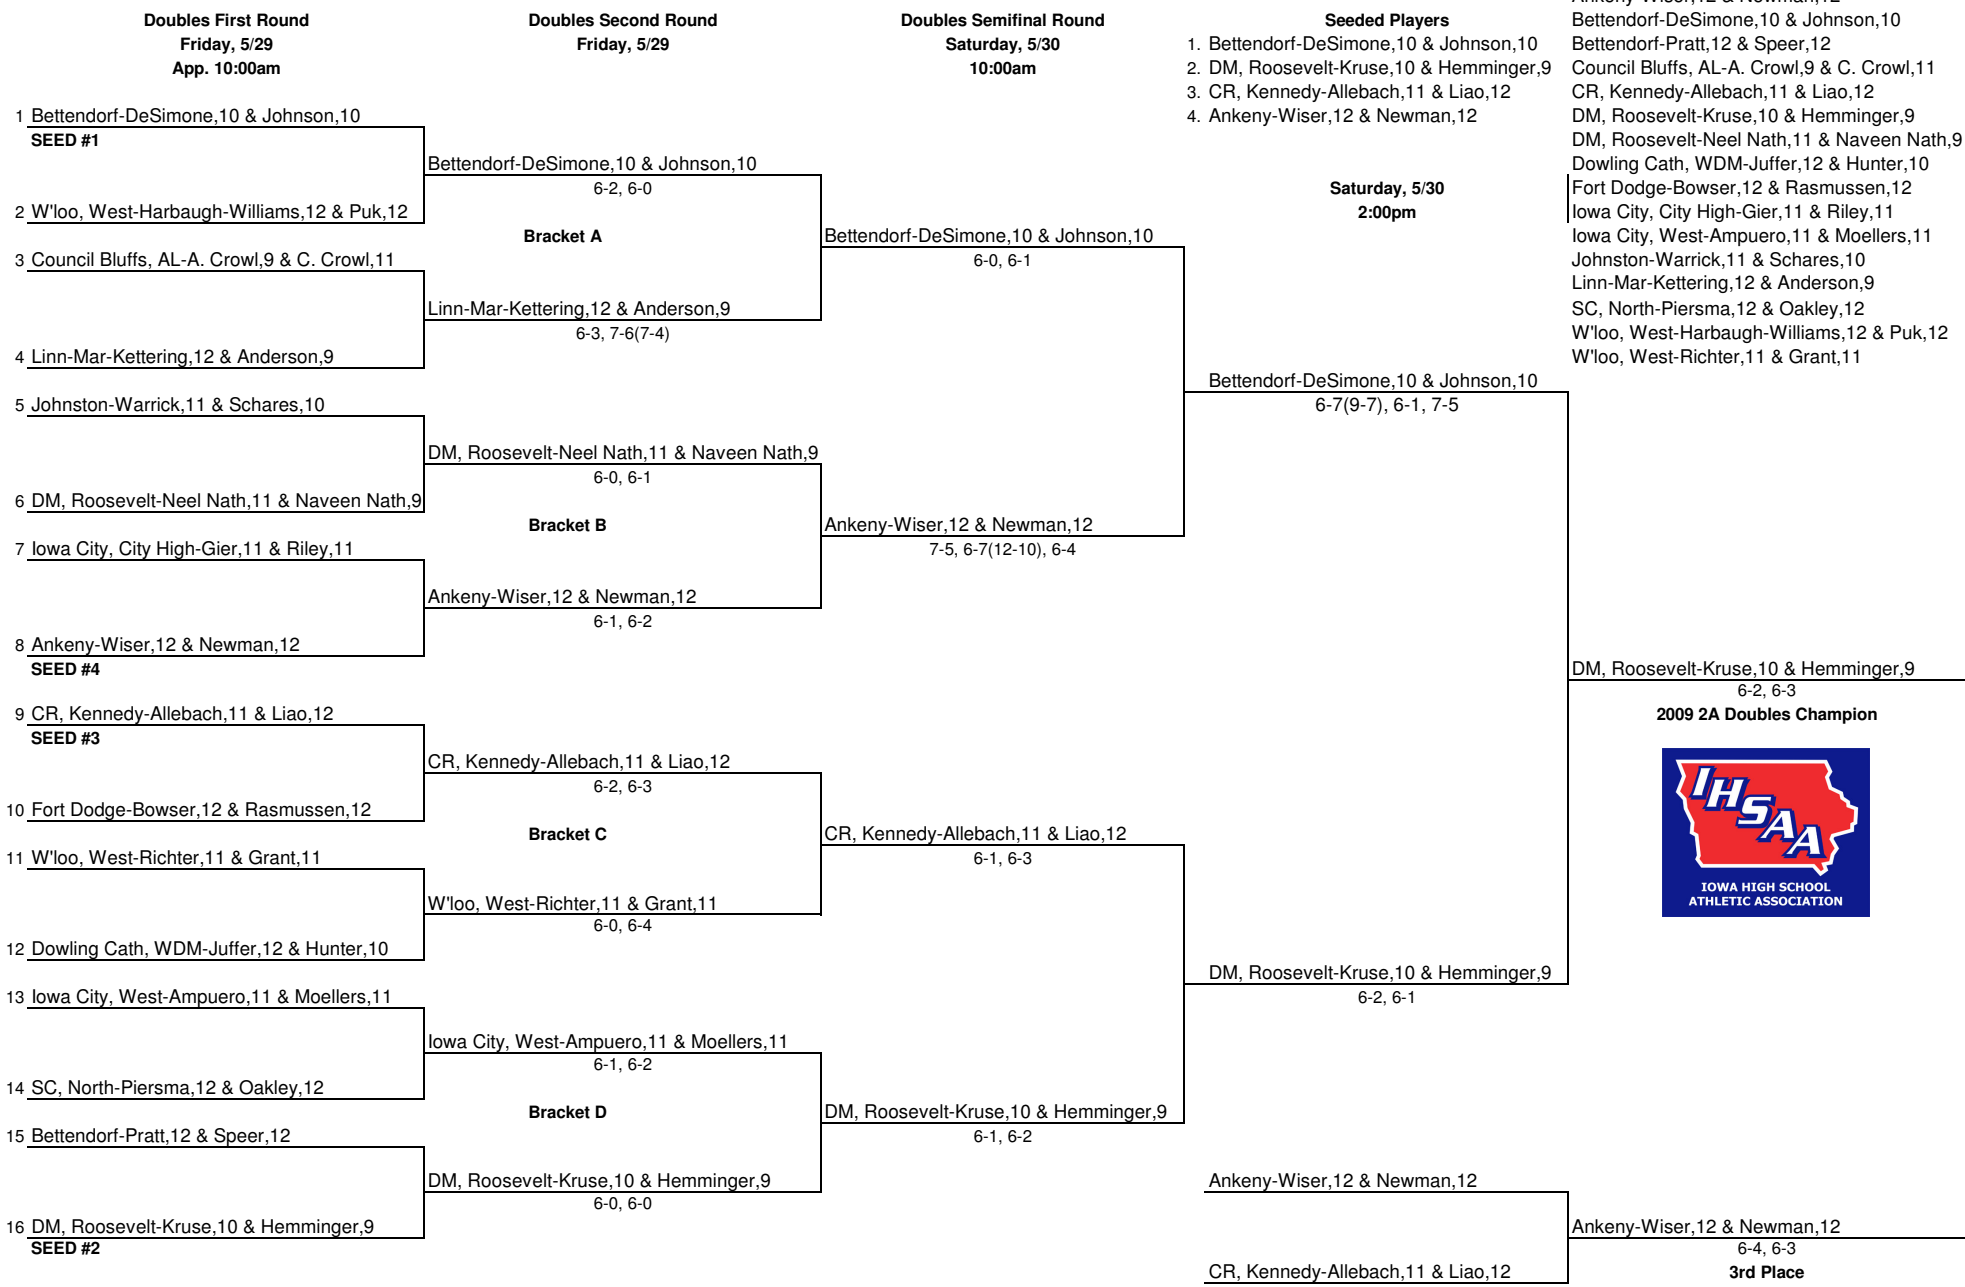 Doubles First Round
Friday, 5/29
App. 10:00am
1 Bettendorf-DeSimone,10 & Johnson,10
SEED #1
2 W'loo, West-Harbaugh-Williams,12 & Puk,12
3 Council Bluffs, AL-A. Crowl,9 & C. Crowl,11
4 Linn-Mar-Kettering,12 & Anderson,9
5 Johnston-Warrick,11 & Schares,10
6 DM, Roosevelt-Neel Nath,11 & Naveen Nath,9
7 Iowa City, City High-Gier,11 & Riley,11
8 Ankeny-Wiser,12 & Newman,12
SEED #4
9 CR, Kennedy-Allebach,11 & Liao,12
SEED #3
10 Fort Dodge-Bowser,12 & Rasmussen,12
11 W'loo, West-Richter,11 & Grant,11
12 Dowling Cath, WDM-Juffer,12 & Hunter,10
13 Iowa City, West-Ampuero,11 & Moellers,11
14 SC, North-Piersma,12 & Oakley,12
15 Bettendorf-Pratt,12 & Speer,12
16 DM, Roosevelt-Kruse,10 & Hemminger,9
SEED #2
Doubles Second Round
Friday, 5/29
Bettendorf-DeSimone,10 & Johnson,10
6-2, 6-0
Bracket A
Linn-Mar-Kettering,12 & Anderson,9
6-3, 7-6(7-4)
DM, Roosevelt-Neel Nath,11 & Naveen Nath,9
6-0, 6-1
Bracket B
Ankeny-Wiser,12 & Newman,12
6-1, 6-2
CR, Kennedy-Allebach,11 & Liao,12
6-2, 6-3
Bracket C
W'loo, West-Richter,11 & Grant,11
6-0, 6-4
Iowa City, West-Ampuero,11 & Moellers,11
6-1, 6-2
Bracket D
DM, Roosevelt-Kruse,10 & Hemminger,9
6-0, 6-0
Doubles Semifinal Round
Saturday, 5/30
10:00am
Bettendorf-DeSimone,10 & Johnson,10
6-0, 6-1
Ankeny-Wiser,12 & Newman,12
7-5, 6-7(12-10), 6-4
CR, Kennedy-Allebach,11 & Liao,12
6-1, 6-3
DM, Roosevelt-Kruse,10 & Hemminger,9
6-1, 6-2
Seeded Players
1. Bettendorf-DeSimone,10 & Johnson,10
2. DM, Roosevelt-Kruse,10 & Hemminger,9
3. CR, Kennedy-Allebach,11 & Liao,12
4. Ankeny-Wiser,12 & Newman,12
Saturday, 5/30
2:00pm
Bettendorf-DeSimone,10 & Johnson,10
6-7(9-7), 6-1, 7-5
DM, Roosevelt-Kruse,10 & Hemminger,9
6-2, 6-1
Ankeny-Wiser,12 & Newman,12
CR, Kennedy-Allebach,11 & Liao,12
Ankeny-Wiser,12 & Newman,12
Bettendorf-DeSimone,10 & Johnson,10
Bettendorf-Pratt,12 & Speer,12
Council Bluffs, AL-A. Crowl,9 & C. Crowl,11
CR, Kennedy-Allebach,11 & Liao,12
DM, Roosevelt-Kruse,10 & Hemminger,9
DM, Roosevelt-Neel Nath,11 & Naveen Nath,9
Dowling Cath, WDM-Juffer,12 & Hunter,10
Fort Dodge-Bowser,12 & Rasmussen,12
Iowa City, City High-Gier,11 & Riley,11
Iowa City, West-Ampuero,11 & Moellers,11
Johnston-Warrick,11 & Schares,10
Linn-Mar-Kettering,12 & Anderson,9
SC, North-Piersma,12 & Oakley,12
W'loo, West-Harbaugh-Williams,12 & Puk,12
W'loo, West-Richter,11 & Grant,11
DM, Roosevelt-Kruse,10 & Hemminger,9
6-2, 6-3
2009 2A Doubles Champion
IHSAA
IOWA HIGH SCHOOL
ATHLETIC ASSOCIATION
Ankeny-Wiser,12 & Newman,12
6-4, 6-3
3rd Place